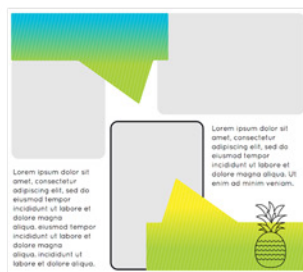 Lorem ipsum dolor sit
amet, consectetur
adipiscing elit, sed do
eiusmod tempor
incididunt ut labore et
dolore magna
aliqua. eiusmod tempor
incididunt ut labore et
dolore magna
aliqua. incididunt ut
labore et dolore aliqua.
Lorem ipsum dolor sit
amet, consectetur
adipiscing elit, sed do
eiusmod tempor
incididunt ut labore et
dolore magna aliqua. Ut
enim ad minim veniam.